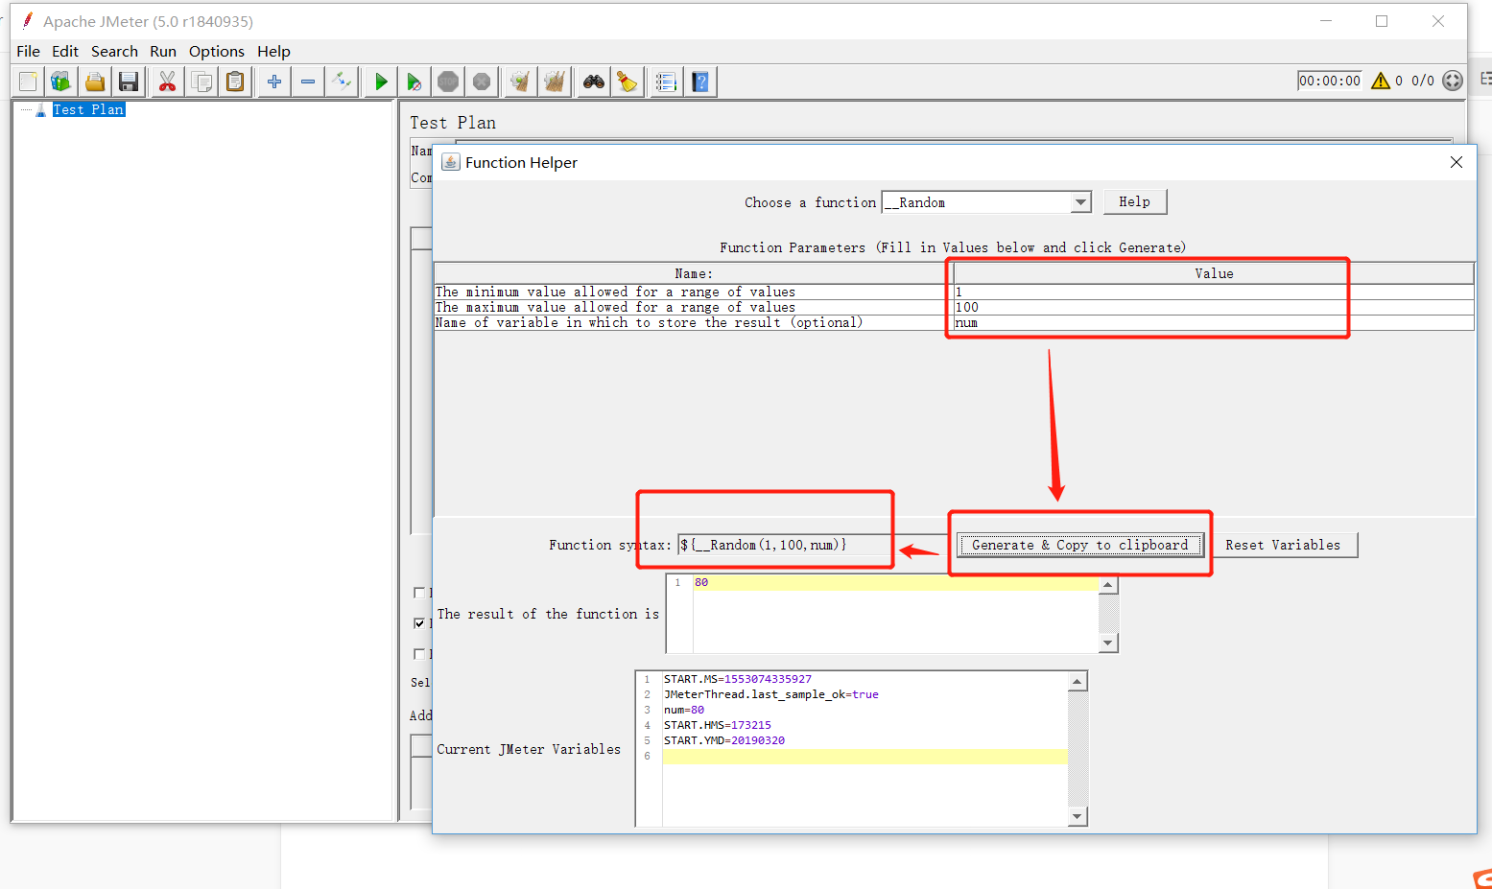 Apache JMeter (5.0 r1840935)
File Edit Search Run Options Help
00:00:00 0 0/0
Test Plan
Test Plan
Function Helper
Choose a function __Random Help
Function Parameters (Fill in Values below and click Generate)
Name: Value
The minimum value allowed for a range of values 1
The maximum value allowed for a range of values 100
Name of variable in which to store the result (optional) num
Function syntax: ${__Random(1,100,num)} Generate & Copy to clipboard Reset Variables
1 80
The result of the function is
Sel
Add
Current JMeter Variables
1 START.MS=1553074335927
2 JMeterThread.last_sample_ok=true
3 num=80
4 START.HMS=173215
5 START.YMD=20190320
6